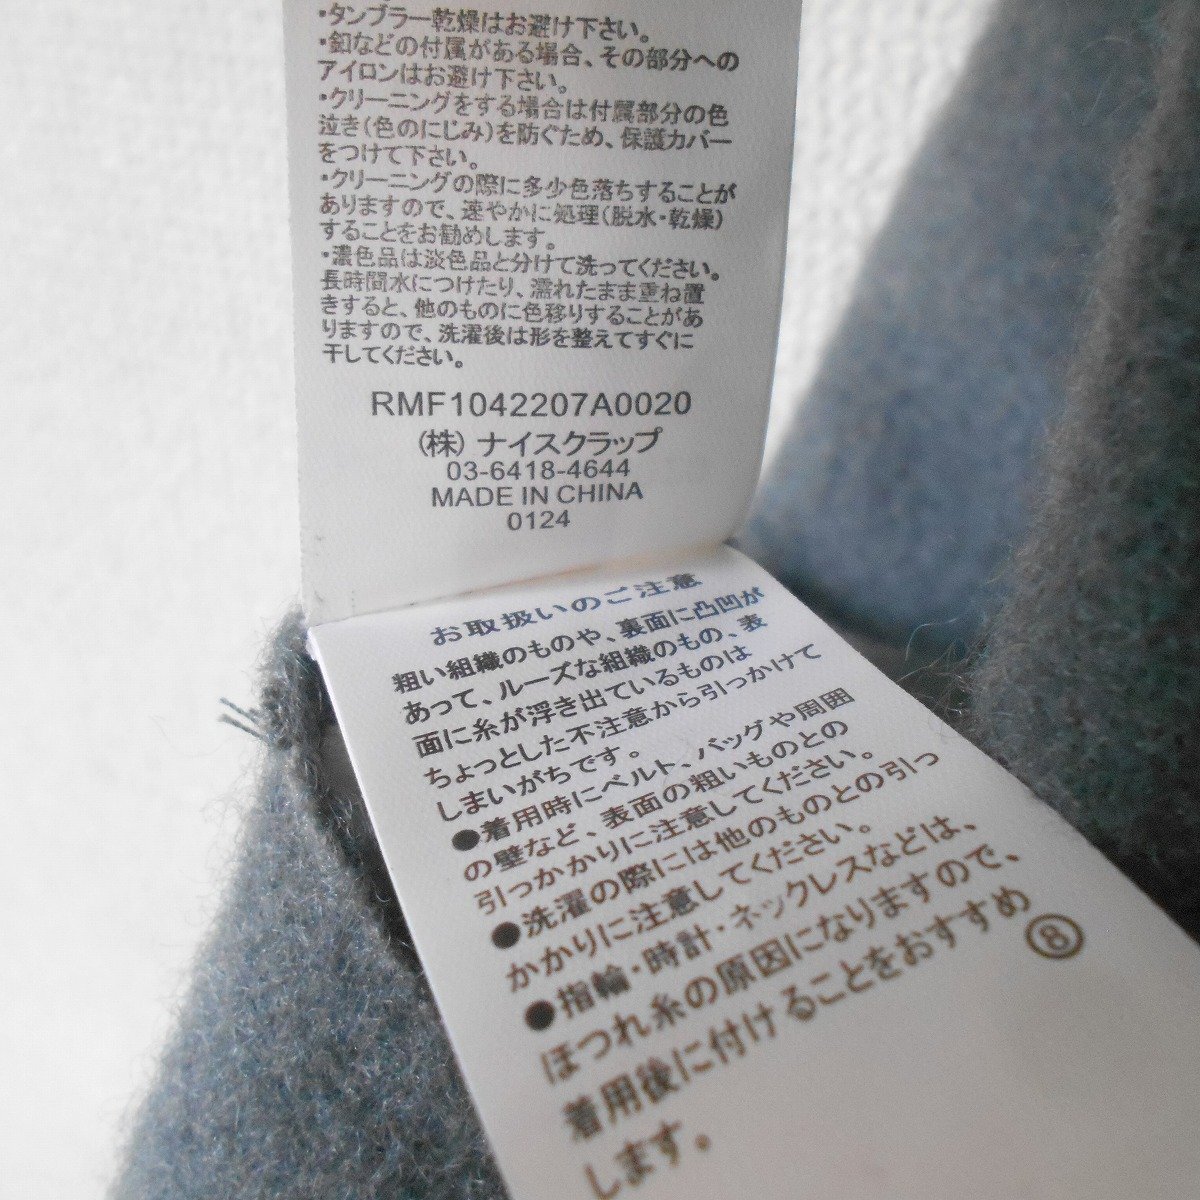 ・タンブラー乾燥はお避け下さい。
・釦などの付属がある場合、その部分への
アイロンはお避け下さい。
・クリーニングをする場合は付属部分の色
泣き(色のにじみ)を防ぐため、保護カバー
をつけて下さい。
・クリーニングの際に多少色落ちすることが
ありますので、速やかに処理(脱水・乾燥)
することをお勧めします。
・濃色品は淡色品と分けて洗ってください。
長時間水につけたり、濡れたまま重ね置
きすると、他のものに色移りすることがあ
りますので、洗濯後は形を整えてすぐに
干してください。
RMF1042207A0020
(株) ナイスクラップ
03-6418-4644
MADE IN CHINA
0124
お取扱いのご注意
粗い組織のものや、裏面に凸凹が
あって、ルーズな組織のもの、表
面に糸が浮き出ているものは
ちょっとした不注意から引っかけて
しまいがちです。
●着用時にベルト、バッグや周囲
の壁など、表面の粗いものとの
引っかかりに注意してください。
●洗濯の際には他のものとの引っ
かかりに注意してください。
●指輪・時計・ネックレスなどは、
ほつれ糸の原因になりますので、
着用後に付けることをおすすめ
します。
⑧